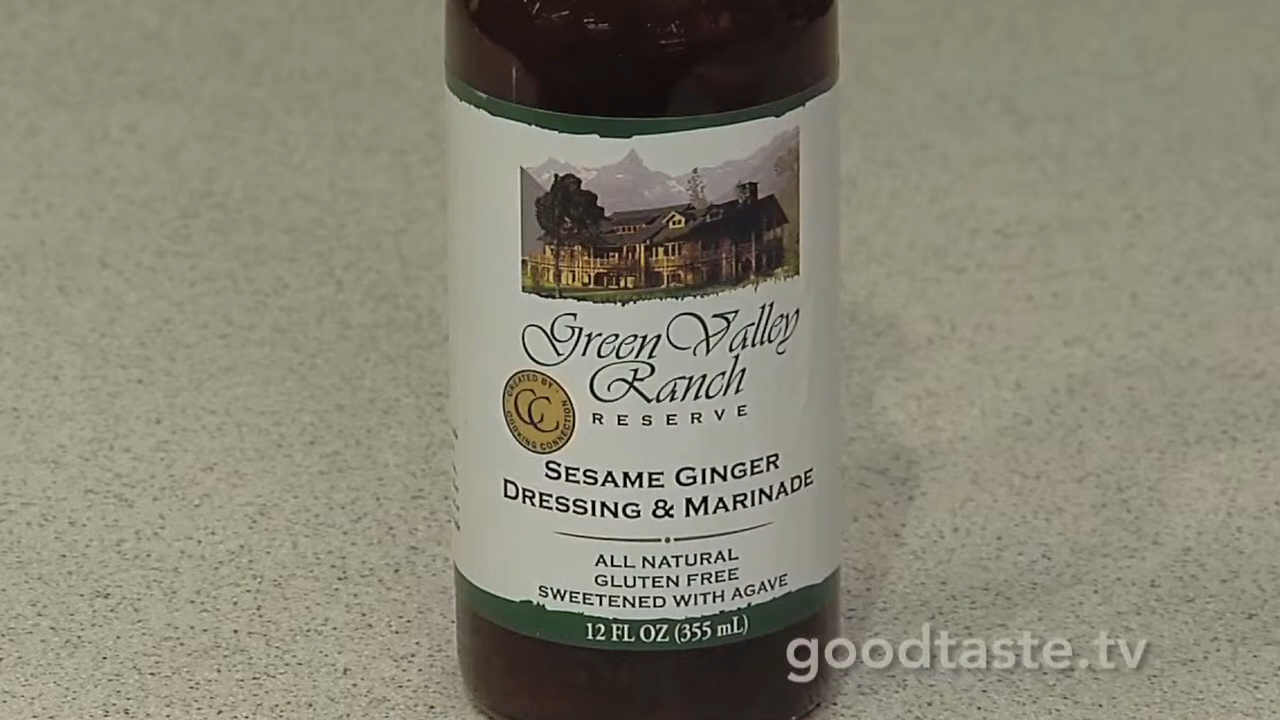 Green Valley
Ranch
RESERVE
CREATED BY
CC
COOKING CONNECTION
SESAME GINGER
DRESSING & MARINADE
ALL NATURAL
GLUTEN FREE
SWEETENED WITH AGAVE
12 FL OZ (355 mL)
goodtaste.tv